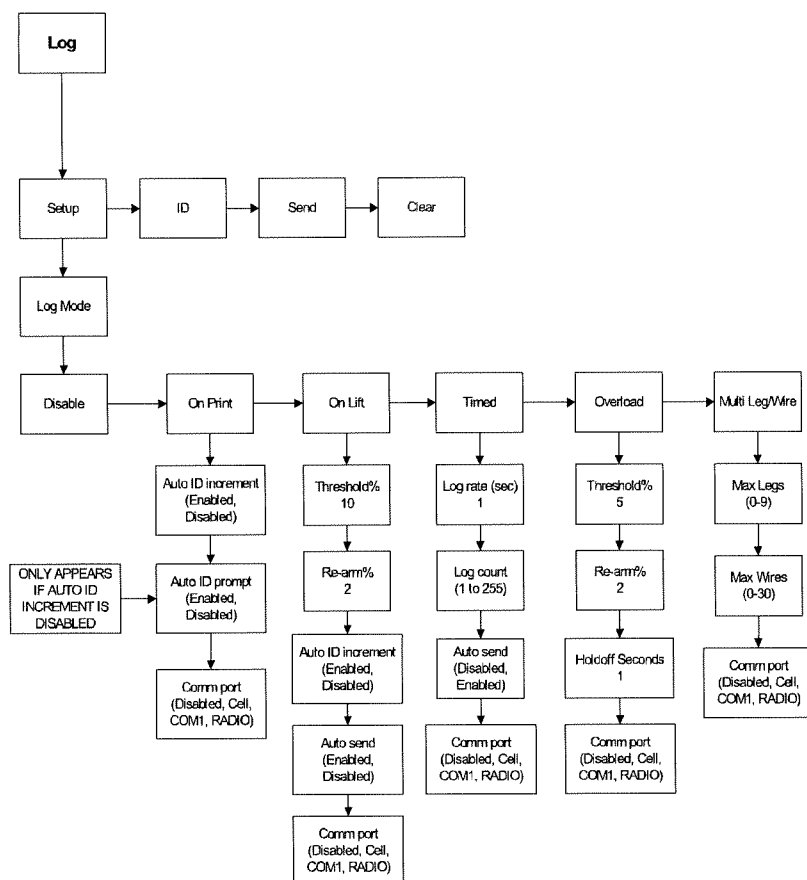 Log
Setup
ID
Send
Clear
Log Mode
Disable
On Print
On Lift
Timed
Overload
Multi Leg/Wire
Auto ID increment
(Enabled,
Disabled)
ONLY APPEARS
IF AUTO ID
INCREMENT IS
DISABLED
Auto ID prompt
(Enabled,
Disabled)
Comm port
(Disabled, Cell,
COM1, RADIO)
Threshold%
10
Re-arm%
2
Auto ID increment
(Enabled,
Disabled)
Auto send
(Enabled,
Disabled)
Comm port
(Disabled, Cell,
COM1, RADIO)
Log rate (sec)
1
Log count
(1 to 255)
Auto send
(Disabled,
Enabled)
Comm port
(Disabled, Cell,
COM1, RADIO)
Threshold%
5
Re-arm%
2
Holdoff Seconds
1
Comm port
(Disabled, Cell,
COM1, RADIO)
Max Legs
(0-9)
Max Wires
(0-30)
Comm port
(Disabled, Cell,
COM1, RADIO)